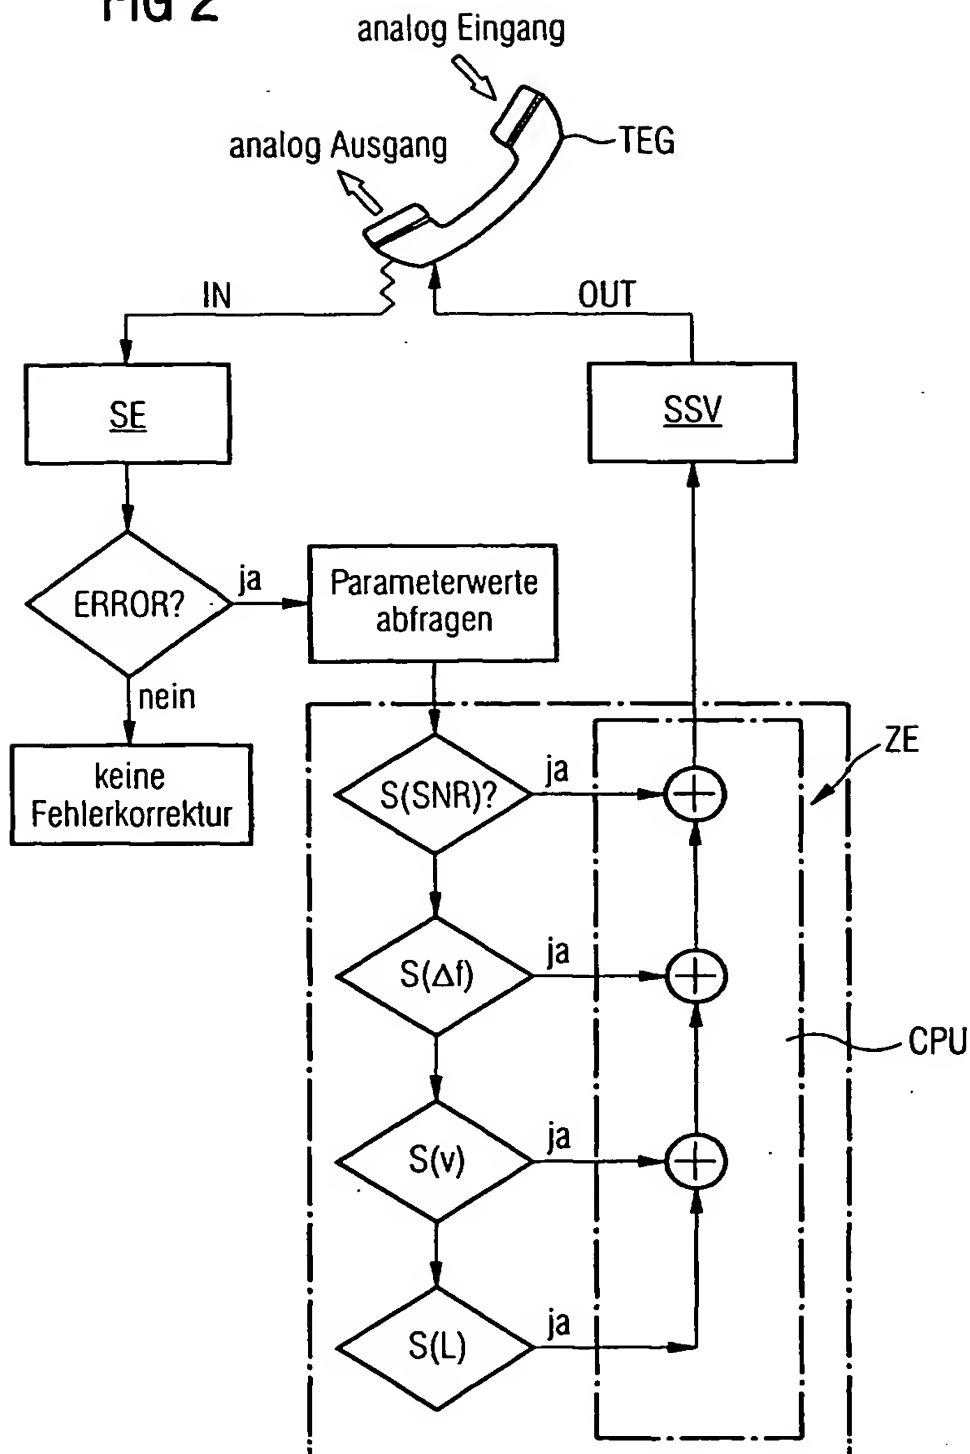 FIG 2
analog Eingang
TEG
analog Ausgang
IN
OUT
SE
SSV
ERROR?
ja
Parameterwerte
abfragen
nein
keine
Fehlerkorrektur
ZE
S(SNR)?
ja
S(Δf)
ja
CPU
S(v)
ja
S(L)
ja